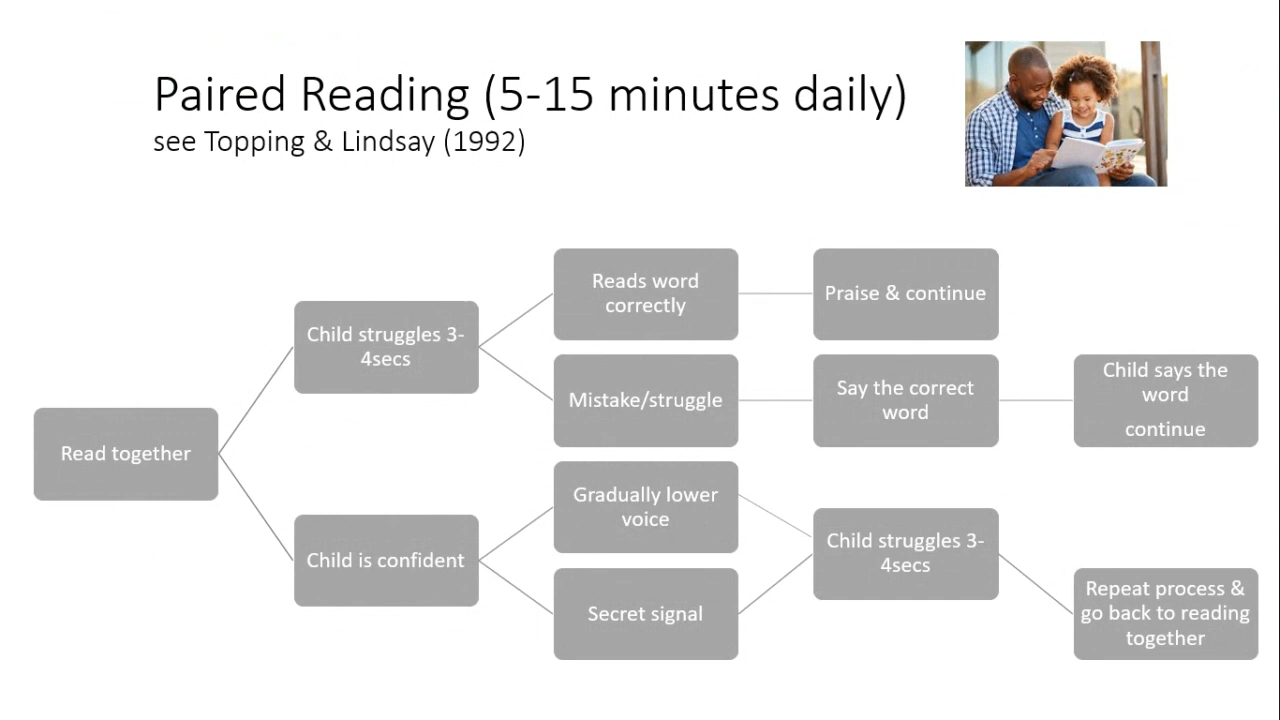 Paired Reading (5-15 minutes daily)
see Topping & Lindsay (1992)
Read together
Child struggles 3-
4secs
Reads word
correctly
Praise & continue
Mistake/struggle
Say the correct
word
Child says the
word
continue
Child is confident
Gradually lower
voice
Secret signal
Child struggles 3-
4secs
Repeat process &
go back to reading
together